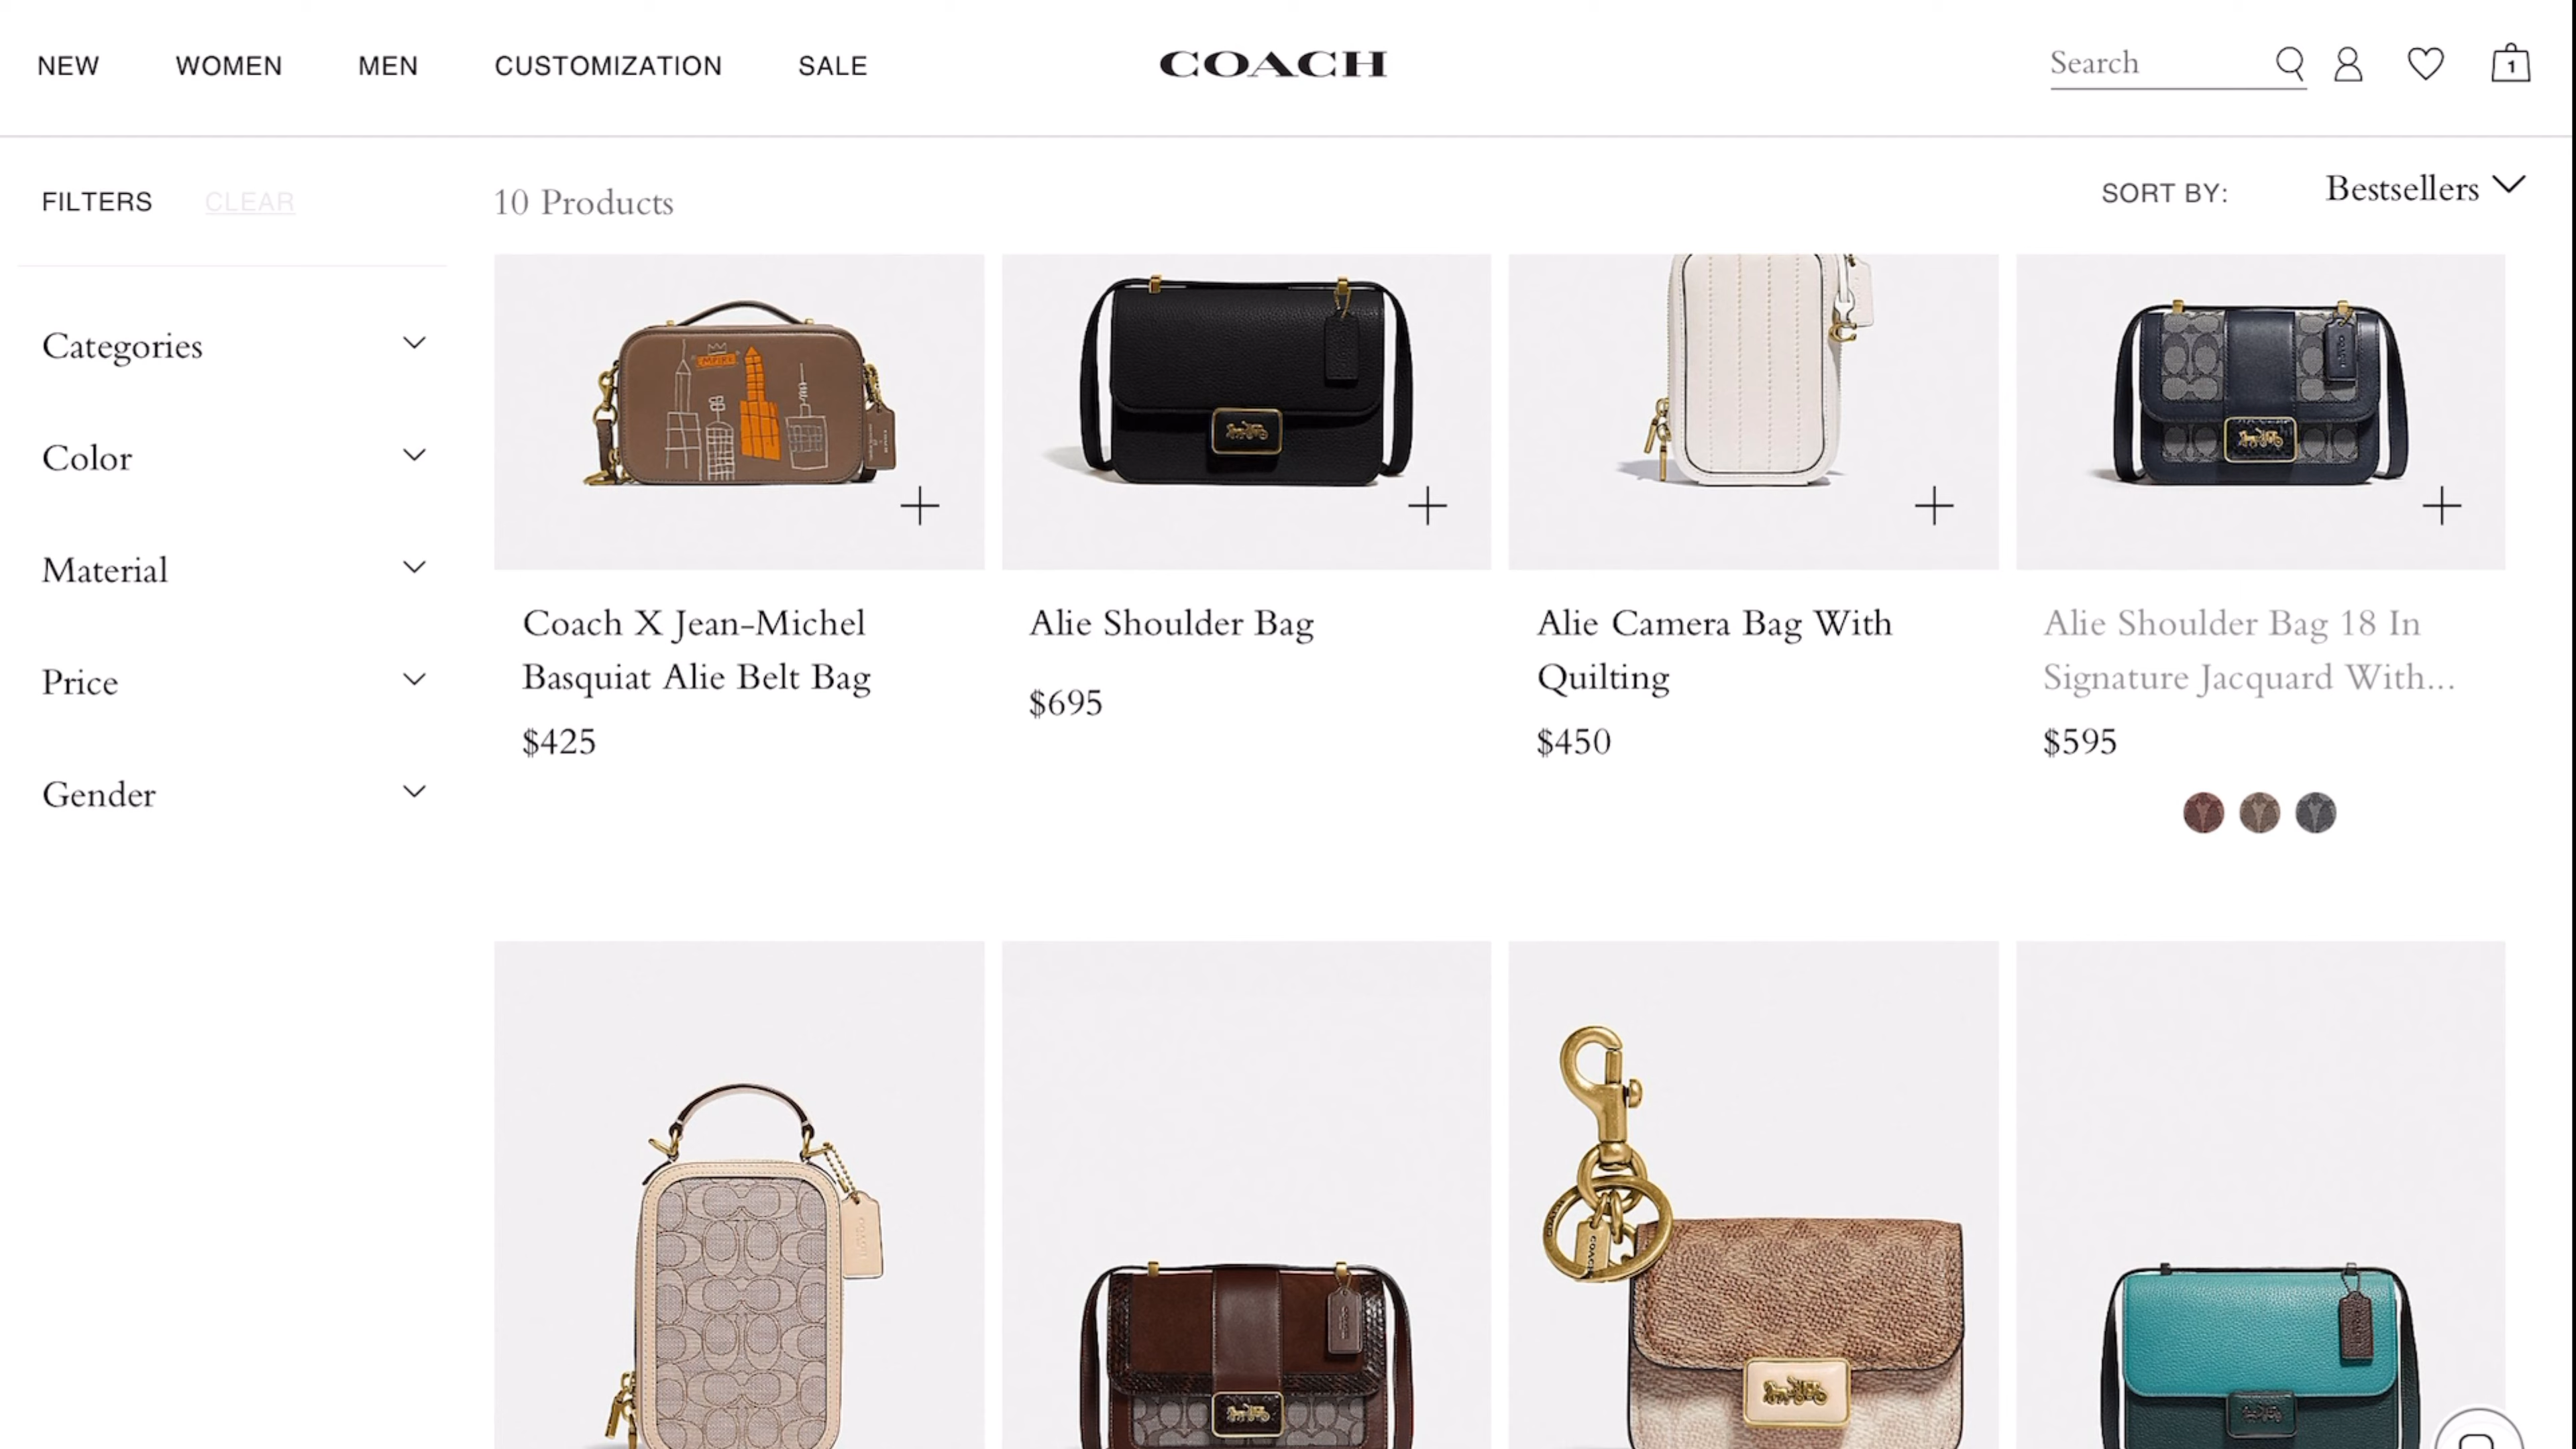 NEW WOMEN MEN CUSTOMIZATION SALE
COACH
Search
1
FILTERS CLEAR
10 Products
SORT BY: Bestsellers
Categories
Color
Material
Price
Gender
Coach X Jean-Michel
Basquiat Alie Belt Bag
$425
Alie Shoulder Bag
$695
Alie Camera Bag With
Quilting
$450
Alie Shoulder Bag 18 In
Signature Jacquard With...
$595
COACH